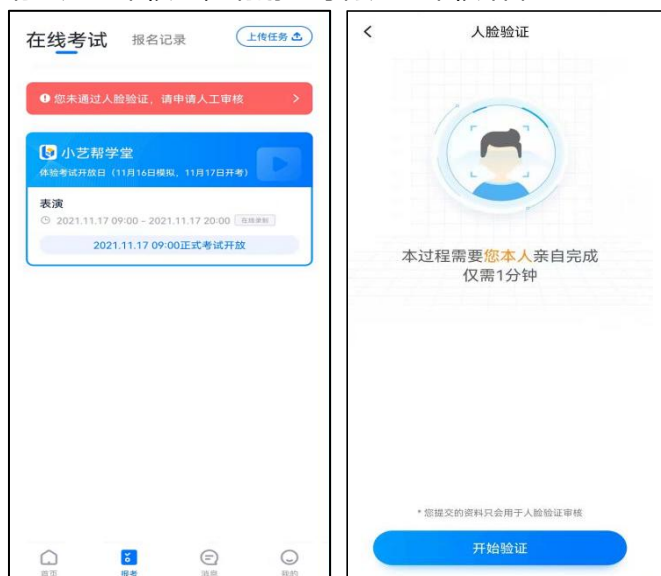 在线考试 报名记录 上传任务
您未通过人脸验证，请申请人工审核
小艺帮学堂
体验考试开放日（11月16日模拟，11月17日开考）
表演
2021.11.17 09:00 - 2021.11.17 20:00 在线录制
2021.11.17 09:00正式考试开放
首页 报考 消息 我的
人脸验证
本过程需要您本人亲自完成
仅需1分钟
* 您提交的资料只会用于人脸验证审核
开始验证